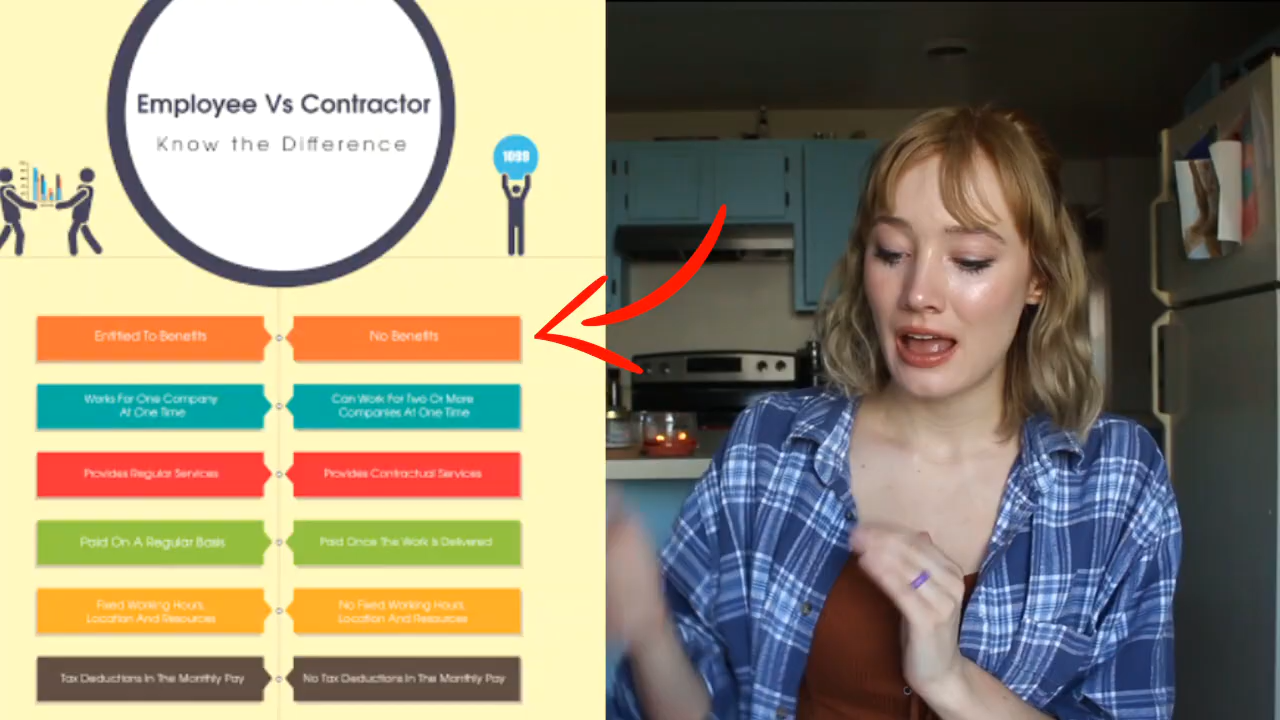 Employee Vs Contractor
Know the Difference
1099
Entitled To Benefits
No Benefits
Works For One Company
At One Time
Can Work For Two Or More
Companies At One Time
Provides Regular Services
Provides Contractual Services
Paid On A Regular Basis
Paid Once The Work Is Delivered
Fixed Working Hours,
Location And Resources
No Fixed Working Hours,
Location And Resources
Tax Deductions In The Monthly Pay
No Tax Deductions In The Monthly Pay